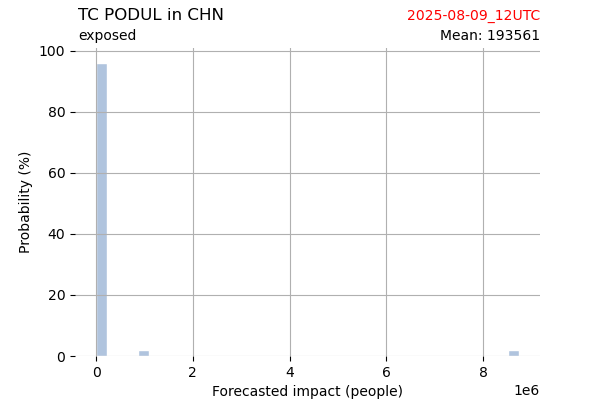 TC PODUL in CHN
2025-08-09_12UTC
exposed
Mean: 193561
100
80
60
40
20
0
Probability (%)
0 2 4 6 8
1e6
Forecasted impact (people)